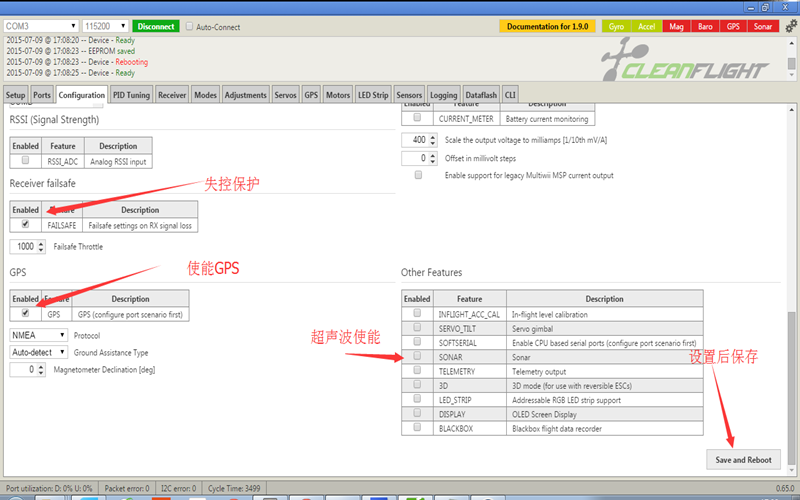 COM3 115200 Disconnect Auto-Connect Documentation for 1.9.0 Gyro Accel Mag Baro GPS Sonar
2015-07-09 @ 17:08:20 -- Device - Ready
2015-07-09 @ 17:08:23 -- EEPROM saved
2015-07-09 @ 17:08:23 -- Device - Rebooting
2015-07-09 @ 17:08:25 -- Device - Ready
CLEANFLIGHT
Setup Ports Configuration PID Tuning Receiver Modes Adjustments Servos GPS Motors LED Strip Sensors Logging Dataflash CLI
RSSI (Signal Strength)
Enabled Feature Description
RSSI_ADC Analog RSSI input
Receiver failsafe
失控保护
Enabled Feature Description
FAILSAFE Failsafe settings on RX signal loss
1000 Failsafe Throttle
GPS
使能GPS
Enabled Feature Description
GPS GPS (configure port scenario first)
NMEA Protocol
Auto-detect Ground Assistance Type
0 Magnetometer Declination [deg]
Enabled Feature Description
CURRENT_METER Battery current monitoring
400 Scale the output voltage to milliamps [1/10th mV/A]
0 Offset in millivolt steps
Enable support for legacy Multiwii MSP current output
Other Features
Enabled Feature Description
INFLIGHT_ACC_CAL In-flight level calibration
SERVO_TILT Servo gimbal
SOFTSERIAL Enable CPU based serial ports (configure port scenario first)
超声波使能
SONAR Sonar
设置后保存
TELEMETRY Telemetry output
3D 3D mode (for use with reversible ESCs)
LED_STRIP Addressable RGB LED strip support
DISPLAY OLED Screen Display
BLACKBOX Blackbox flight data recorder
Save and Reboot
Port utilization: D: 0% U: 0% Packet error: 0 I2C error: 0 Cycle Time: 3499 0.65.0